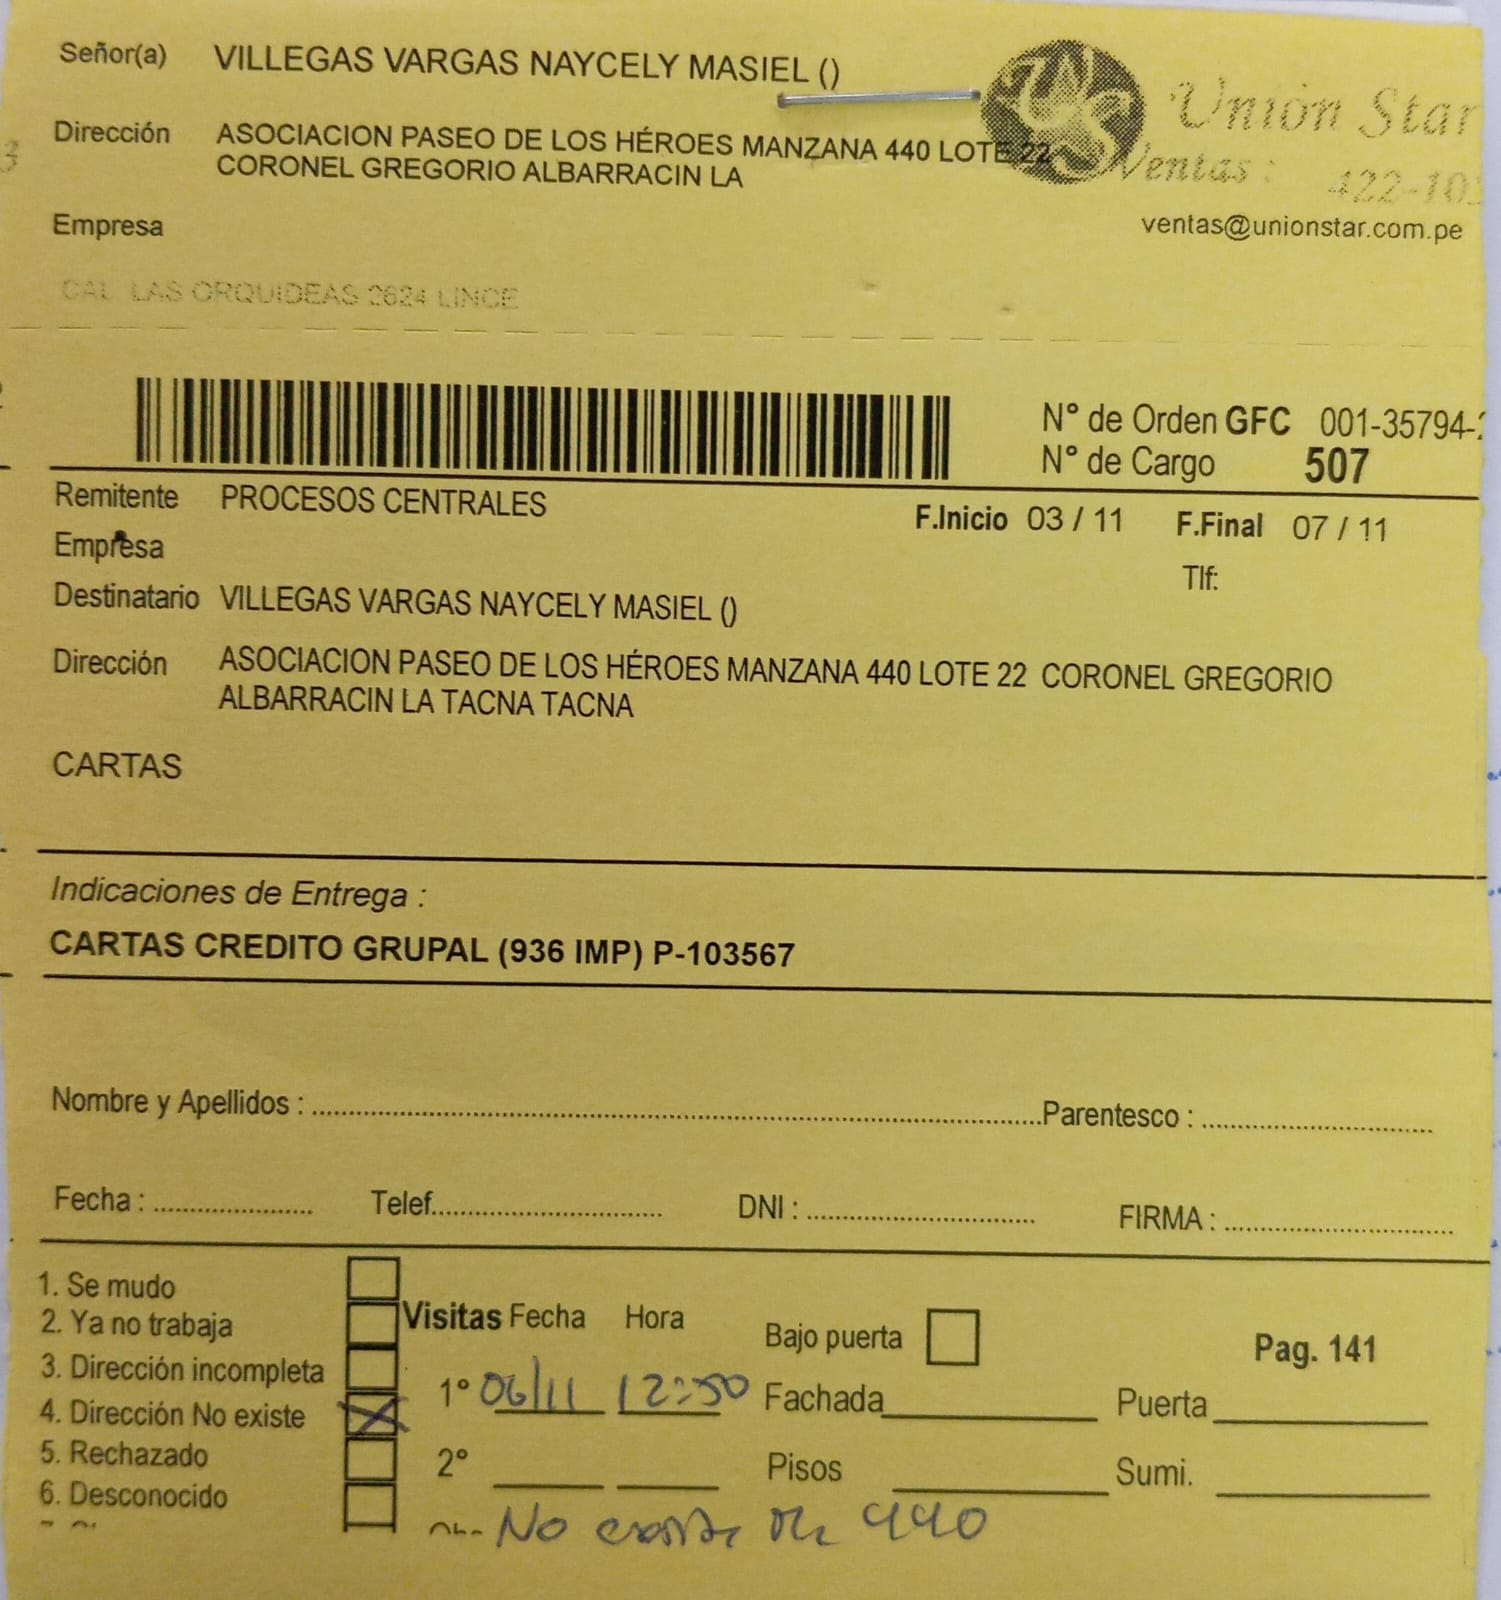 Señor(a) VILLEGAS VARGAS NAYCELY MASIEL ()
Unión Star
Dirección ASOCIACION PASEO DE LOS HÉROES MANZANA 440 LOTE 22
CORONEL GREGORIO ALBARRACIN LA
Ventas : 422-10
Empresa
ventas@unionstar.com.pe
CAL LAS ORQUIDEAS 2624 LINCE
N° de Orden GFC 001-35794-
N° de Cargo 507
Remitente PROCESOS CENTRALES
F.Inicio 03 / 11 F.Final 07 / 11
Empresa
Tlf:
Destinatario VILLEGAS VARGAS NAYCELY MASIEL ()
Dirección ASOCIACION PASEO DE LOS HÉROES MANZANA 440 LOTE 22 CORONEL GREGORIO
ALBARRACIN LA TACNA TACNA
CARTAS
Indicaciones de Entrega :
CARTAS CREDITO GRUPAL (936 IMP) P-103567
Nombre y Apellidos : Parentesco :
Fecha : Telef. DNI : FIRMA :
1. Se mudo
2. Ya no trabaja
3. Dirección incompleta
4. Dirección No existe
5. Rechazado
6. Desconocido
Visitas Fecha Hora
1° 06/11 12:50
2°
Bajo puerta
Pag. 141
Fachada Puerta
Pisos Sumi.
No existe Mz 440